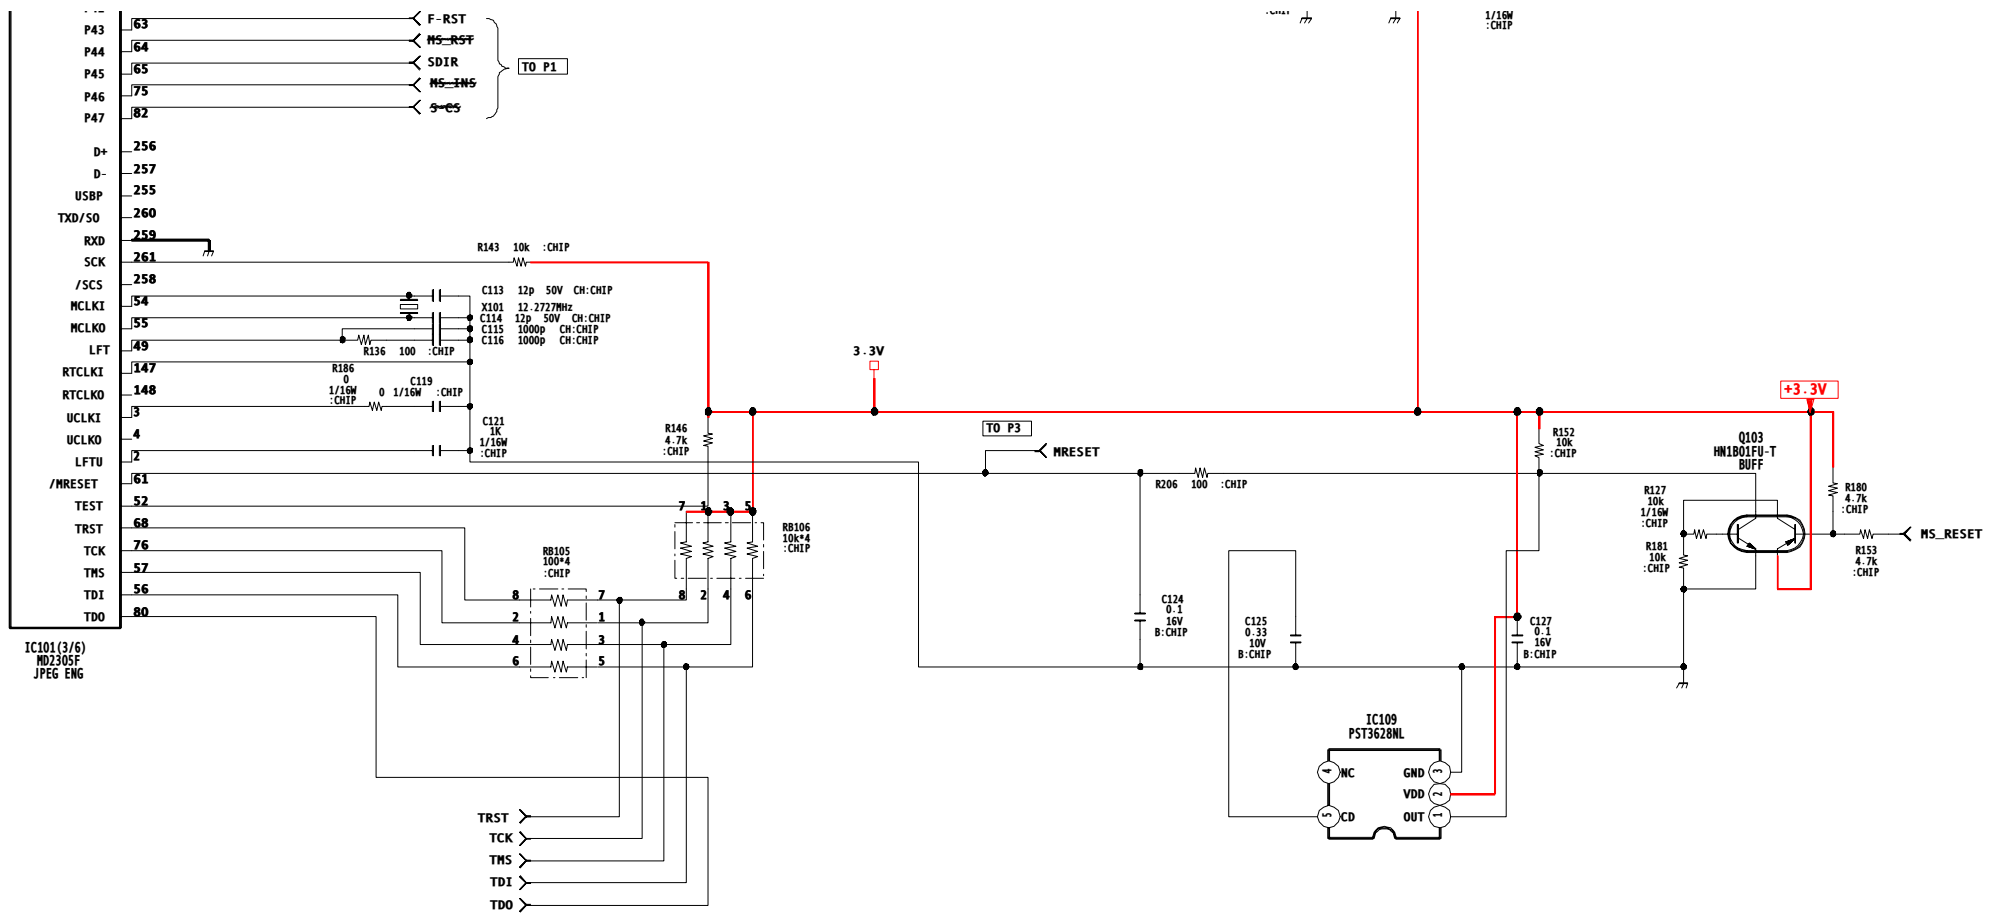 P43 63 F-RST
P44 64 MS_RST
P45 65 SDIR
P46 75 MS_INS
P47 82 S-CS
TO P1
1/16W
:CHIP
D+ 256
D- 257
USBP 255
TXD/SO 260
RXD 259
SCK 261
/SCS 258
MCLKI 54
MCLKO 55
LFT 49
RTCLKI 147
RTCLKO 148
UCLKI 3
UCLKO 4
LFTU 2
/MRESET 61
TEST 52
TRST 68
TCK 76
TMS 57
TDI 56
TDO 80
IC101(3/6)
MD2305F
JPEG ENG
R143 10k :CHIP
C113 12p 50V CH:CHIP
X101 12.2727MHz
C114 12p 50V CH:CHIP
C115 1000p CH:CHIP
C116 1000p CH:CHIP
R136 100 :CHIP
R186
0
1/16W
:CHIP
C119
0 1/16W :CHIP
C121
1K
1/16W
:CHIP
R146
4.7k
:CHIP
3.3V
TO P3
MRESET
R206 100 :CHIP
R152
10k
:CHIP
+3.3V
Q103
HN1B01FU-T
BUFF
R127
10k
1/16W
:CHIP
R180
4.7k
:CHIP
R181
10k
:CHIP
R153
4.7k
:CHIP
MS_RESET
7 1 3 5
RB106
10k*4
:CHIP
8 2 4 6
RB105
100*4
:CHIP
8 7
2 1
4 3
6 5
C124
0.1
16V
B:CHIP
C125
0.33
10V
B:CHIP
C127
0.1
16V
B:CHIP
IC109
PST3628NL
4 NC GND 3
VDD 2
5 CD OUT 1
TRST
TCK
TMS
TDI
TDO